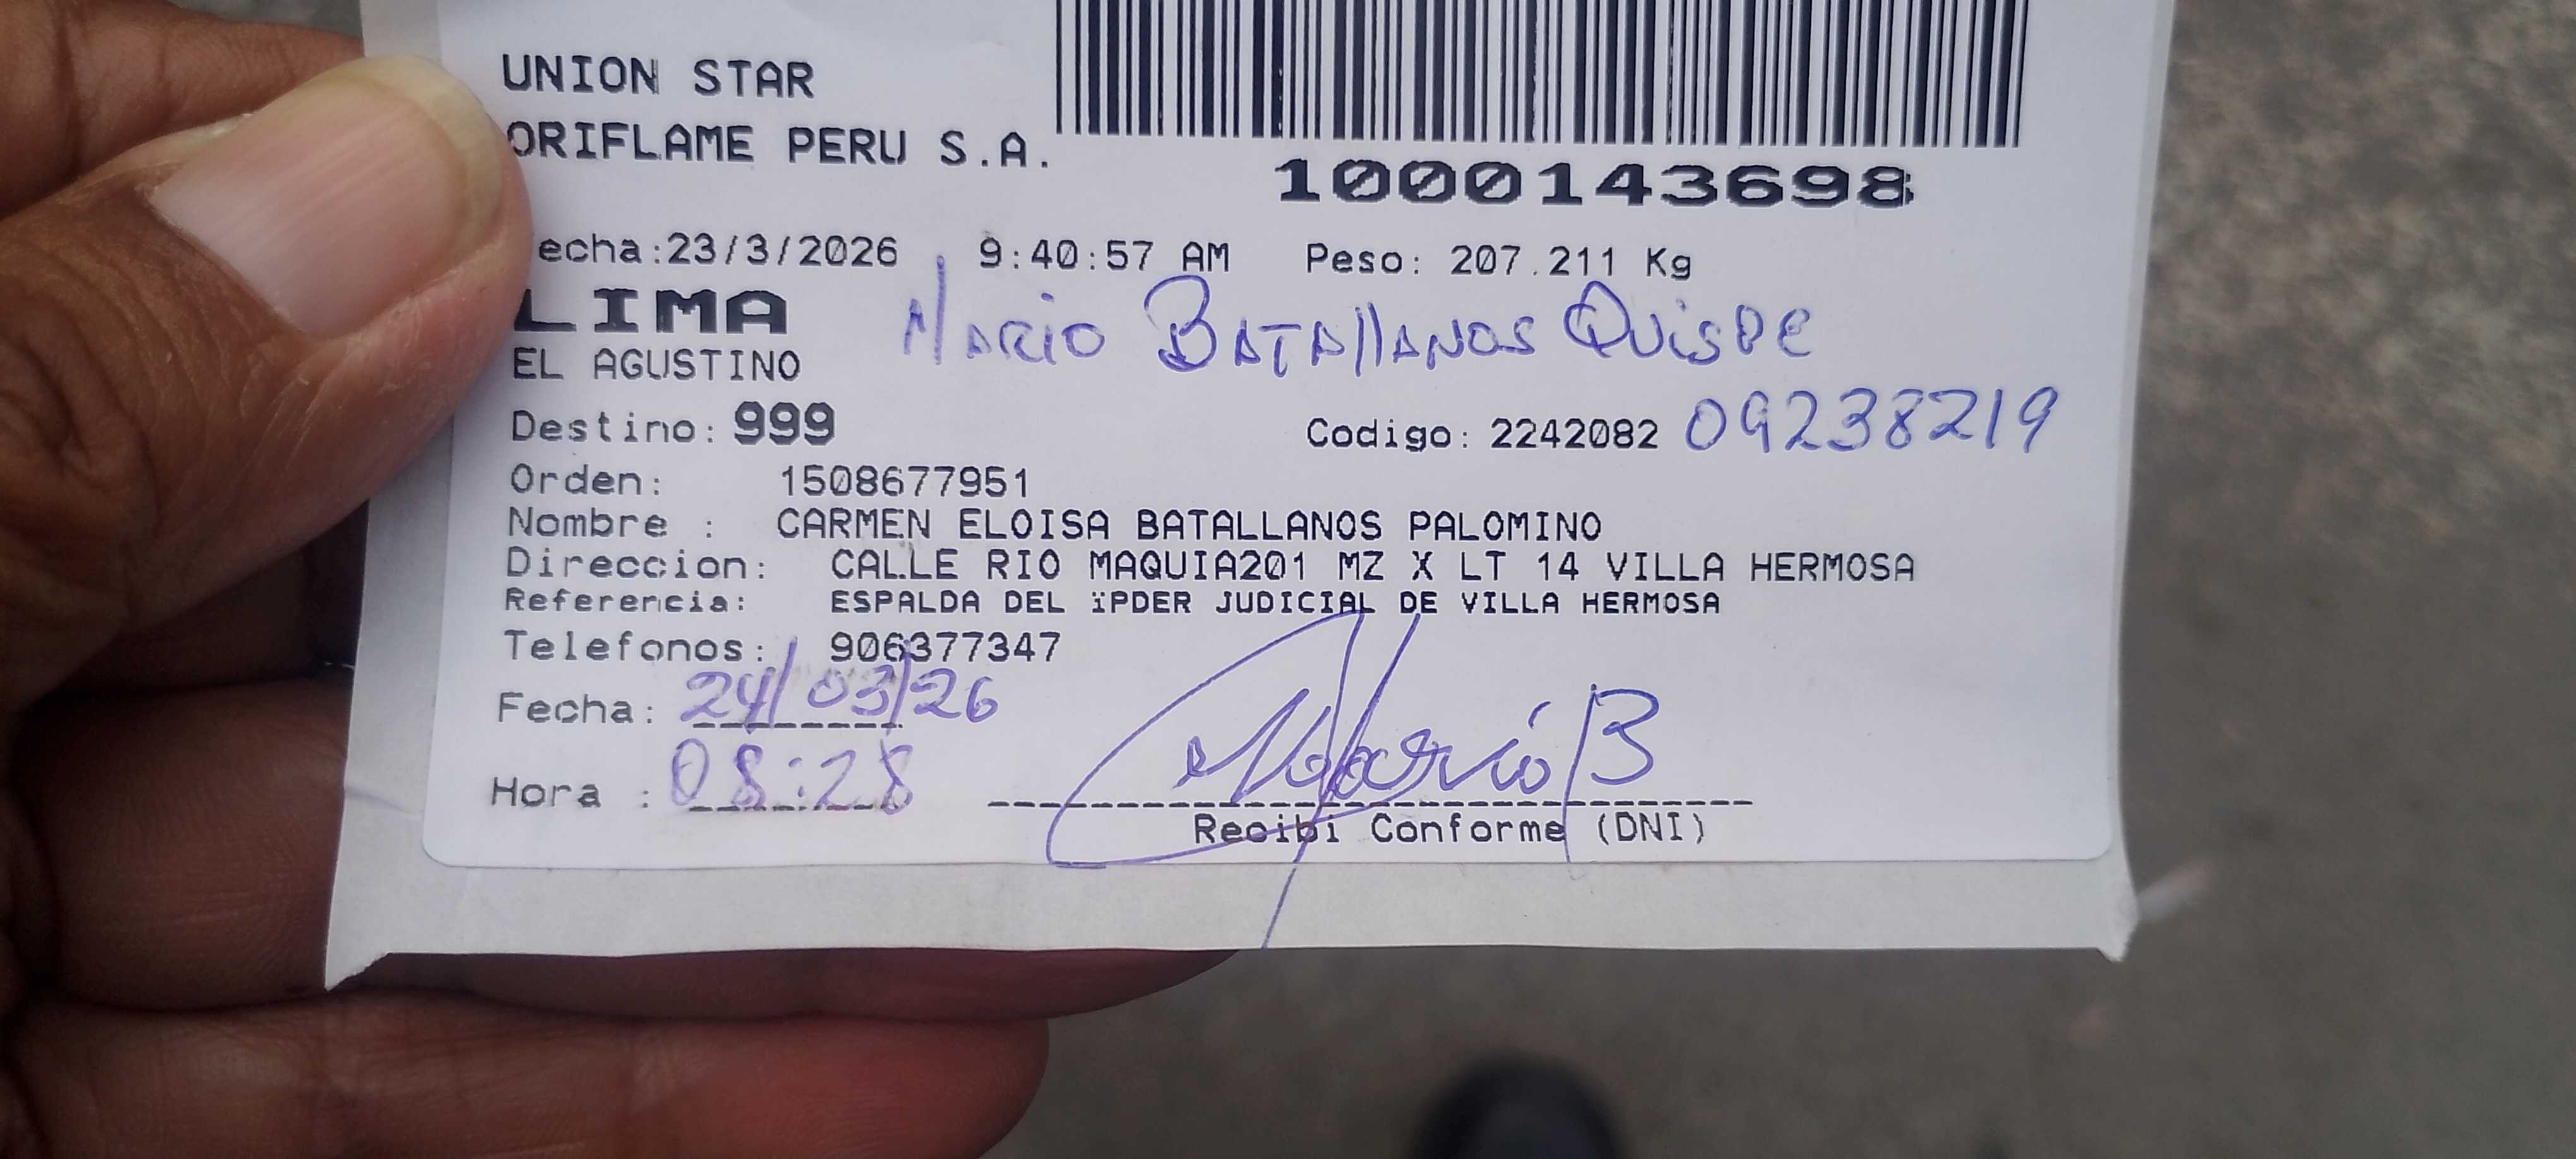 UNION STAR
ORIFLAME PERU S.A.
1000143698
echa:23/3/2026 9:40:57 AM Peso: 207.211 Kg
LIMA
MARIO BATALLANOS QUISPE
EL AGUSTINO
Destino: 999 Codigo: 2242082 09238219
Orden: 1508677951
Nombre : CARMEN ELOISA BATALLANOS PALOMINO
Direccion: CALLE RIO MAQUIA201 MZ X LT 14 VILLA HERMOSA
Referencia: ESPALDA DEL ïPDER JUDICIAL DE VILLA HERMOSA
Telefonos: 906377347
Fecha: 24/03/26
Hora : 08:28
Mario B
Recibi Conforme (DNI)